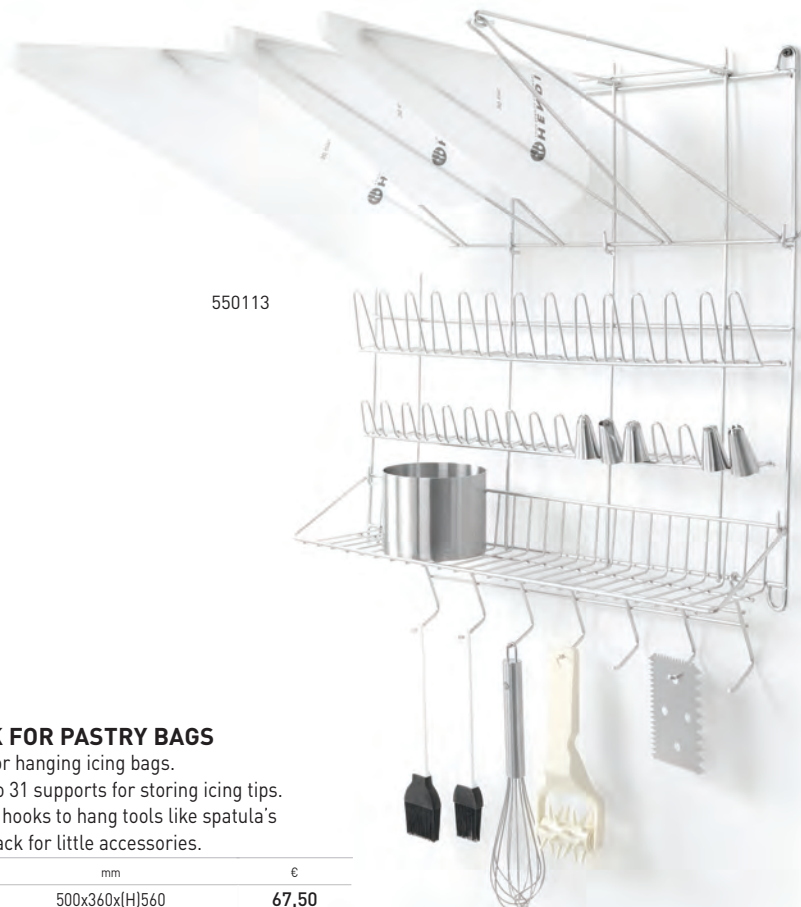 HENDI
550113
K FOR PASTRY BAGS
or hanging icing bags.
o 31 supports for storing icing tips.
hooks to hang tools like spatula's
ack for little accessories.
mm €
500x360x(H)560 67,50